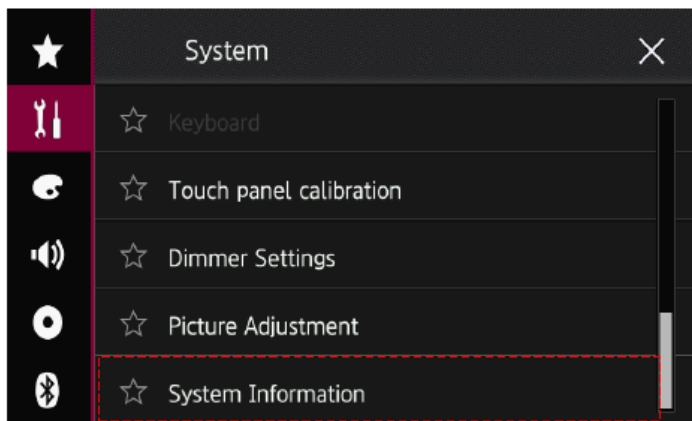 System
Keyboard
Touch panel calibration
Dimmer Settings
Picture Adjustment
System Information